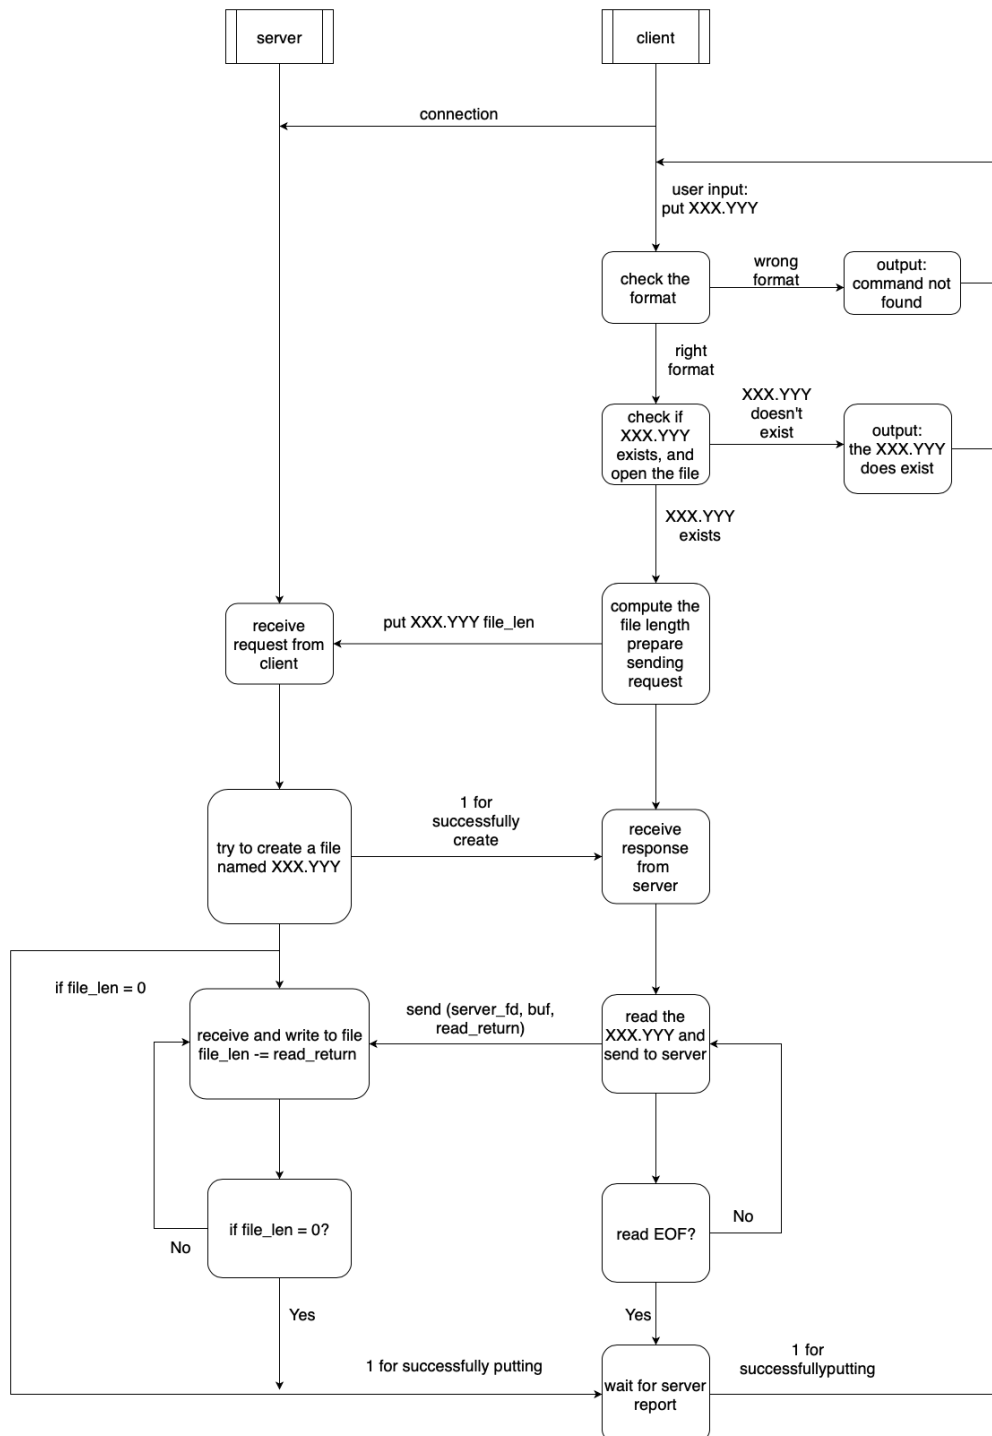 server
client
connection
user input:
put XXX.YYY
check the
format
wrong
format
output:
command not
found
right
format
check if
XXX.YYY
exists, and
open the file
XXX.YYY
doesn't
exist
output:
the XXX.YYY
does exist
XXX.YYY
exists
receive
request from
client
put XXX.YYY file_len
compute the
file length
prepare
sending
request
try to create a file
named XXX.YYY
1 for
successfully
create
receive
response
from
server
if file_len = 0
receive and write to file
file_len -= read_return
send (server_fd, buf,
read_return)
read the
XXX.YYY and
send to server
if file_len = 0?
No
read EOF?
No
Yes
Yes
1 for successfully putting
wait for server
report
1 for
successfullyputting